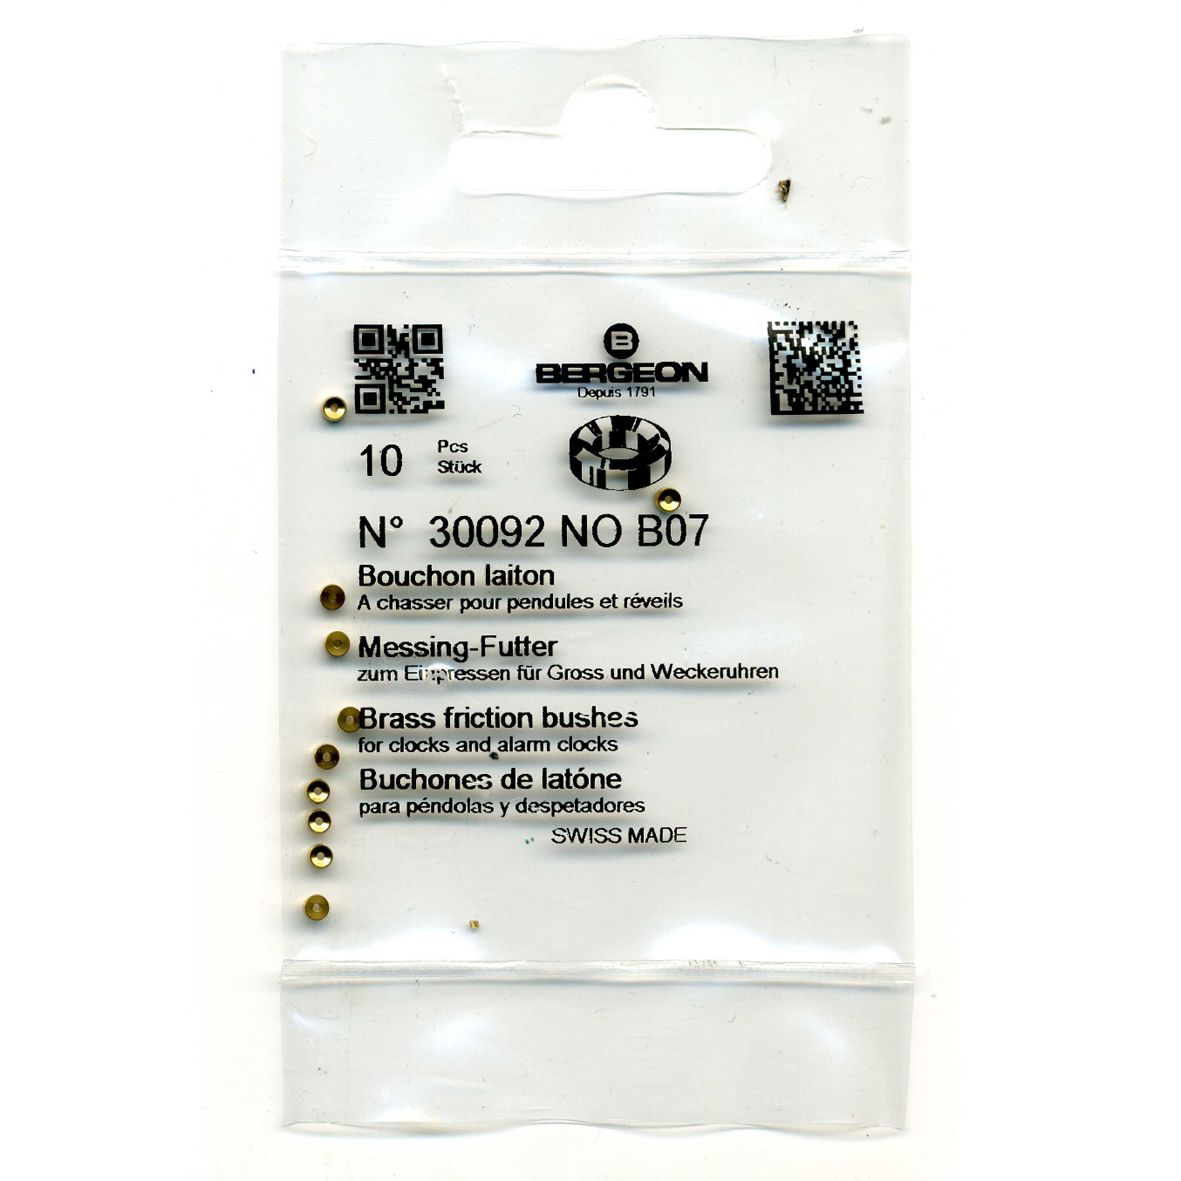 B
BERGEON
Depuis 1791
10 Pcs
Stück
N° 30092 NO B07
Bouchon laiton
A chasser pour pendules et réveils
Messing-Futter
zum Einpressen für Gross und Weckeruhren
Brass friction bushes
for clocks and alarm clocks
Buchones de latóne
para péndolas y despetadores
SWISS MADE